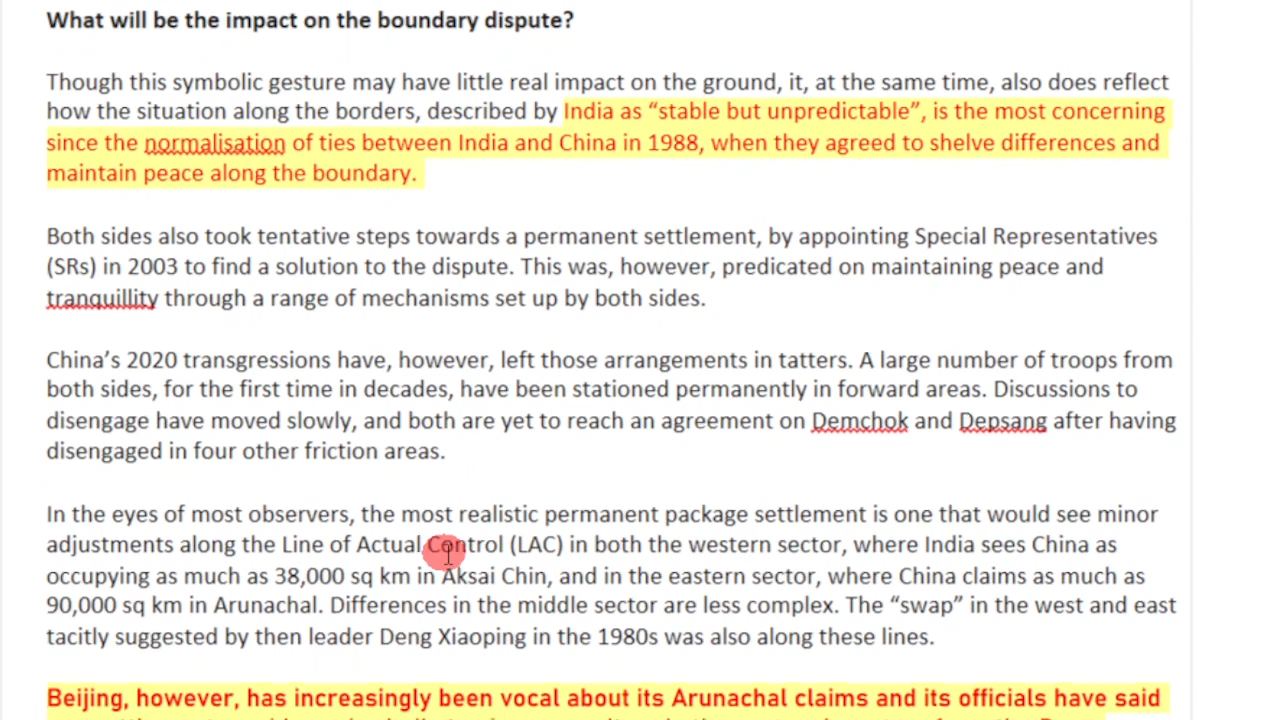 What will be the impact on the boundary dispute?
Though this symbolic gesture may have little real impact on the ground, it, at the same time, also does reflect
how the situation along the borders, described by India as “stable but unpredictable”, is the most concerning
since the normalisation of ties between India and China in 1988, when they agreed to shelve differences and
maintain peace along the boundary.
Both sides also took tentative steps towards a permanent settlement, by appointing Special Representatives
(SRs) in 2003 to find a solution to the dispute. This was, however, predicated on maintaining peace and
tranquillity through a range of mechanisms set up by both sides.
China’s 2020 transgressions have, however, left those arrangements in tatters. A large number of troops from
both sides, for the first time in decades, have been stationed permanently in forward areas. Discussions to
disengage have moved slowly, and both are yet to reach an agreement on Demchok and Depsang after having
disengaged in four other friction areas.
In the eyes of most observers, the most realistic permanent package settlement is one that would see minor
adjustments along the Line of Actual Control (LAC) in both the western sector, where India sees China as
occupying as much as 38,000 sq km in Aksai Chin, and in the eastern sector, where China claims as much as
90,000 sq km in Arunachal. Differences in the middle sector are less complex. The “swap” in the west and east
tacitly suggested by then leader Deng Xiaoping in the 1980s was also along these lines.
Beijing, however, has increasingly been vocal about its Arunachal claims and its officials have said